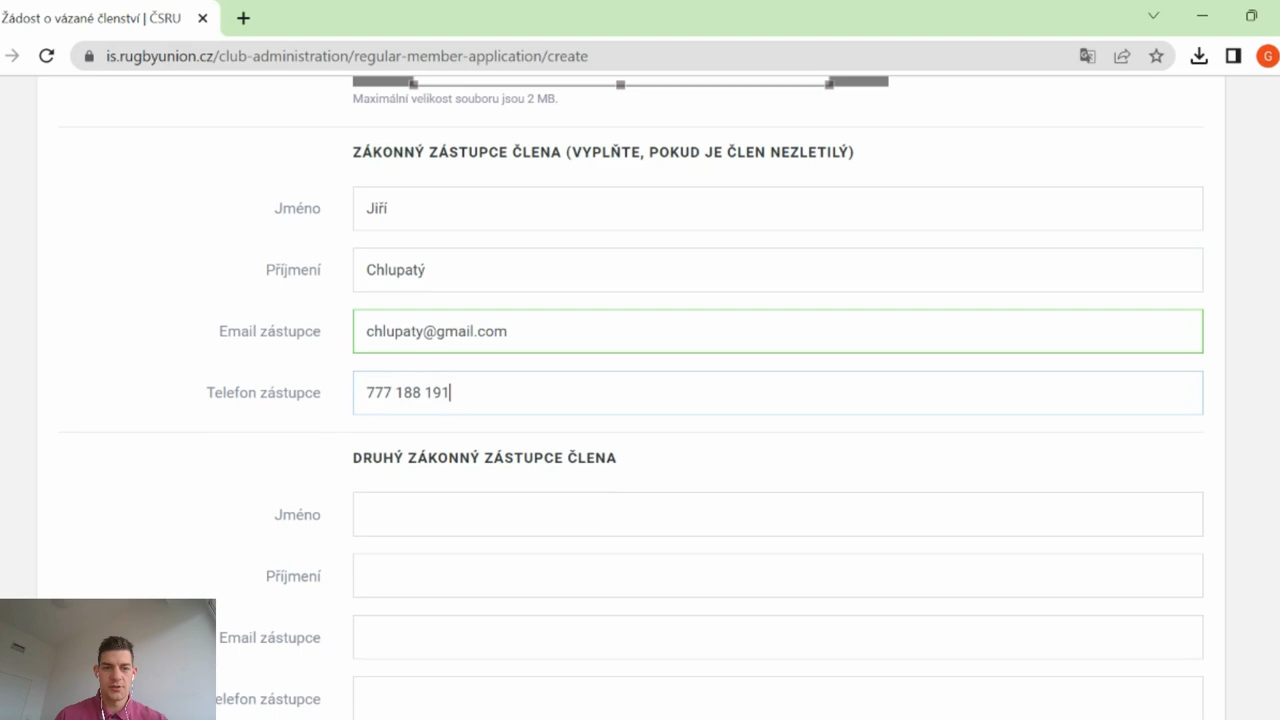 Žádost o vázané členství | ČSRU
is.rugbyunion.cz/club-administration/regular-member-application/create
G
Maximální velikost souboru jsou 2 MB.
ZÁKONNÝ ZÁSTUPCE ČLENA (VYPLŇTE, POKUD JE ČLEN NEZLETILÝ)
Jméno Jiří
Příjmení Chlupatý
Email zástupce chlupaty@gmail.com
Telefon zástupce 777 188 191
DRUHÝ ZÁKONNÝ ZÁSTUPCE ČLENA
Jméno
Příjmení
Email zástupce
elefon zástupce